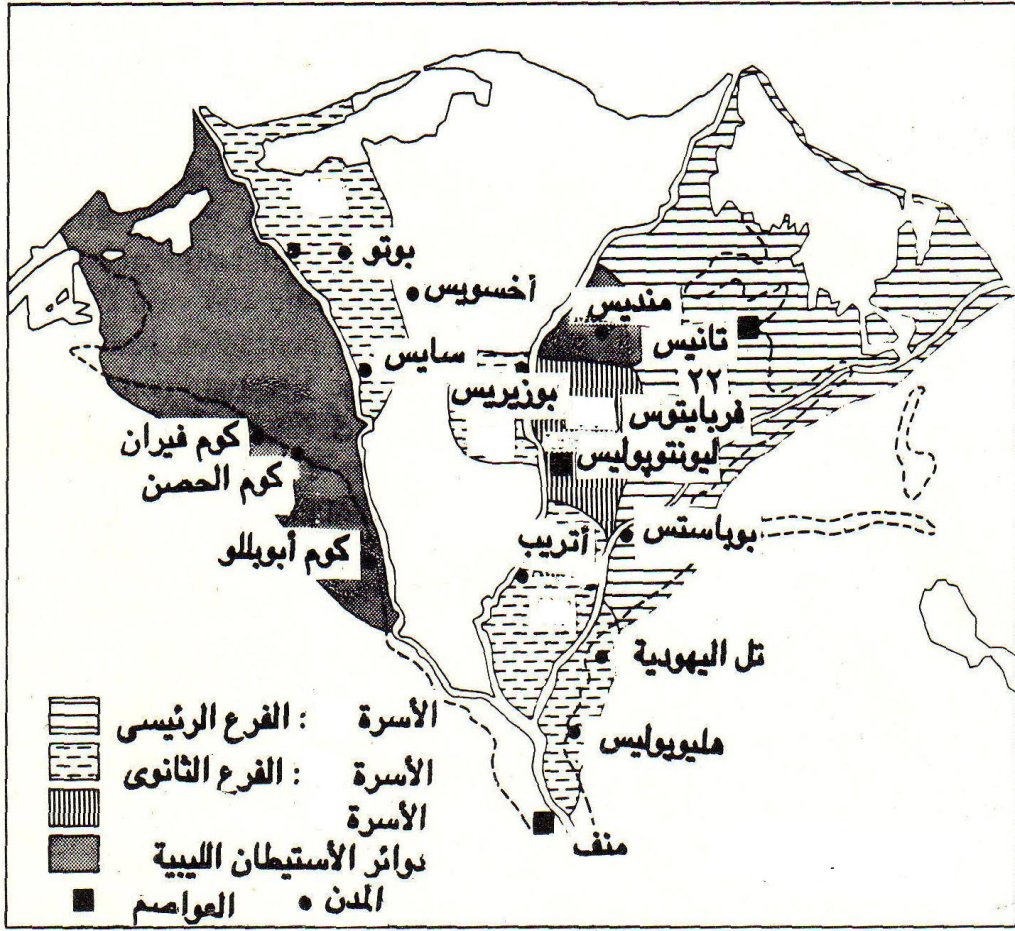 بوتو
أخسويس
منديس
تانيس
٢٢
سايس
بوزيريس
فربايتوس
ليونتوبوليس
كوم فيران
كوم الحصن
بوباستس
أتريب
كوم أبوبللو
تل اليهودية
هليوبوليس
منف
الأسرة : الفرع الرئيسى
الأسرة : الفرع الثانوى
الأسرة
دوائر الأستيطان الليبية
العواصم المدن